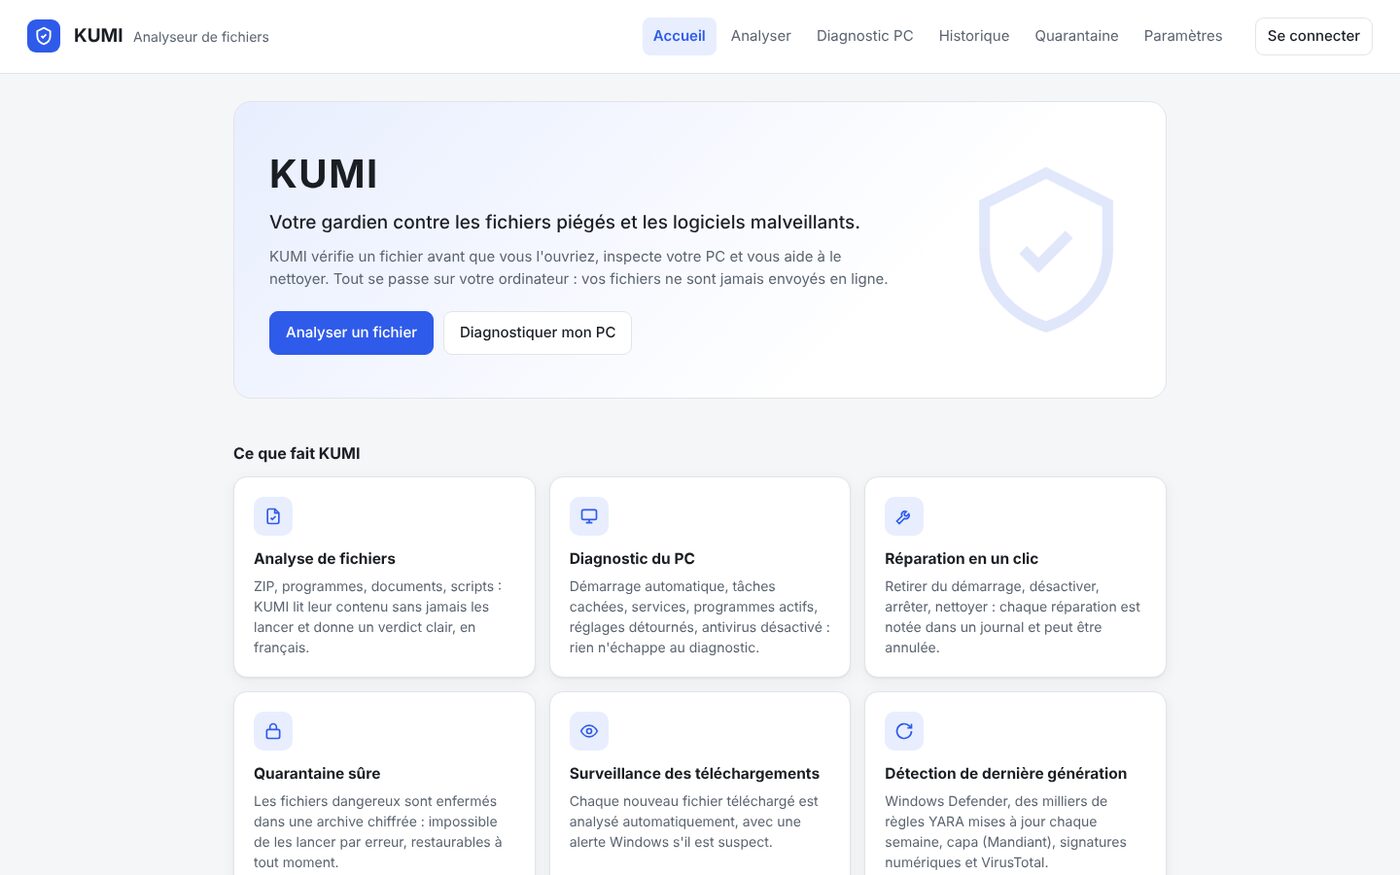 KUMI Analyseur de fichiers
Accueil
Analyser
Diagnostic PC
Historique
Quarantaine
Paramètres
Se connecter
KUMI
Votre gardien contre les fichiers piégés et les logiciels malveillants.
KUMI vérifie un fichier avant que vous l'ouvriez, inspecte votre PC et vous aide à le
nettoyer. Tout se passe sur votre ordinateur : vos fichiers ne sont jamais envoyés en ligne.
Analyser un fichier
Diagnostiquer mon PC
Ce que fait KUMI
Analyse de fichiers
ZIP, programmes, documents, scripts :
KUMI lit leur contenu sans jamais les
lancer et donne un verdict clair, en
français.
Diagnostic du PC
Démarrage automatique, tâches
cachées, services, programmes actifs,
réglages détournés, antivirus désactivé :
rien n'échappe au diagnostic.
Réparation en un clic
Retirer du démarrage, désactiver,
arrêter, nettoyer : chaque réparation est
notée dans un journal et peut être
annulée.
Quarantaine sûre
Les fichiers dangereux sont enfermés
dans une archive chiffrée : impossible
de les lancer par erreur, restaurables à
tout moment.
Surveillance des téléchargements
Chaque nouveau fichier téléchargé est
analysé automatiquement, avec une
alerte Windows s'il est suspect.
Détection de dernière génération
Windows Defender, des milliers de
règles YARA mises à jour chaque
semaine, capa (Mandiant), signatures
numériques et VirusTotal.